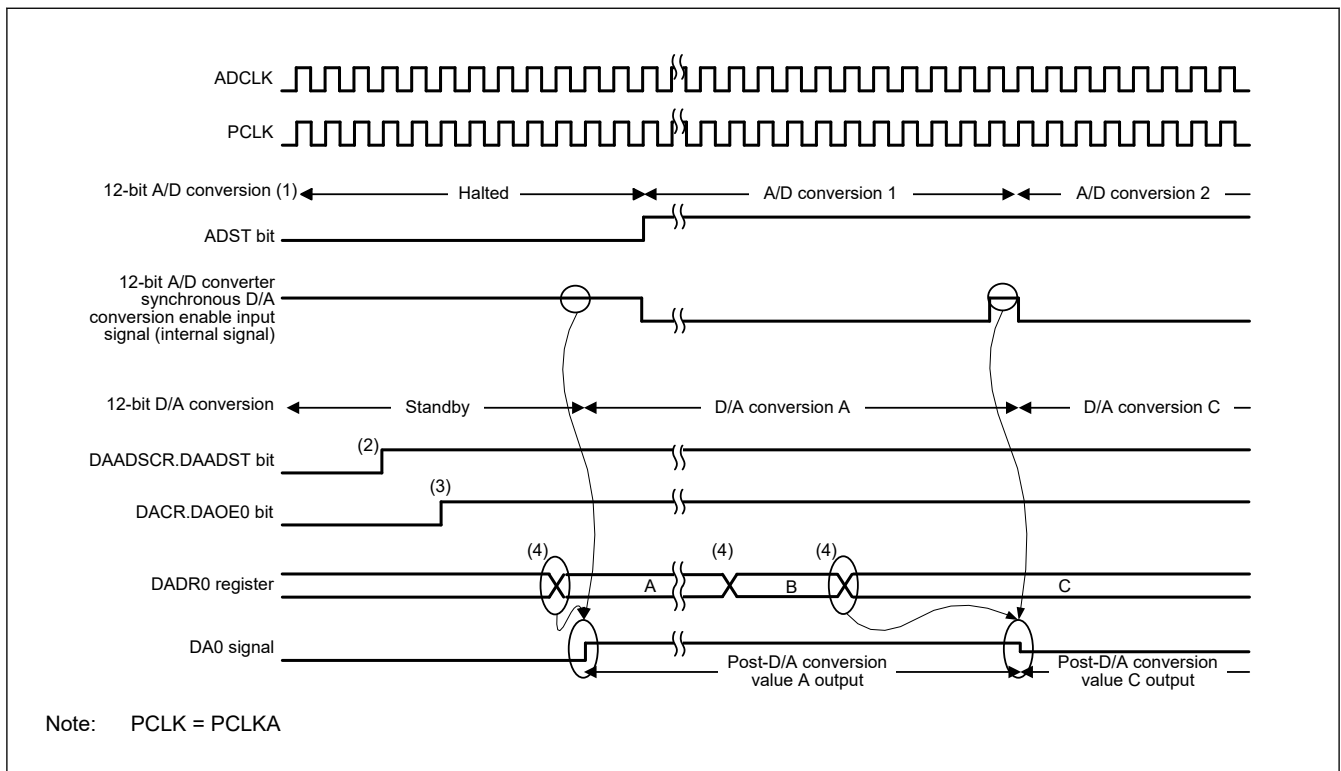 ADCLK
PCLK
12-bit A/D conversion (1)
Halted
A/D conversion 1
A/D conversion 2
ADST bit
12-bit A/D converter
synchronous D/A
conversion enable input
signal (internal signal)
12-bit D/A conversion
Standby
D/A conversion A
D/A conversion C
DAADSCR.DAADST bit
(2)
DACR.DAOE0 bit
(3)
(4)
(4)
(4)
DADR0 register
A
B
C
DA0 signal
Post-D/A conversion
value A output
Post-D/A conversion
value C output
Note: PCLK = PCLKA